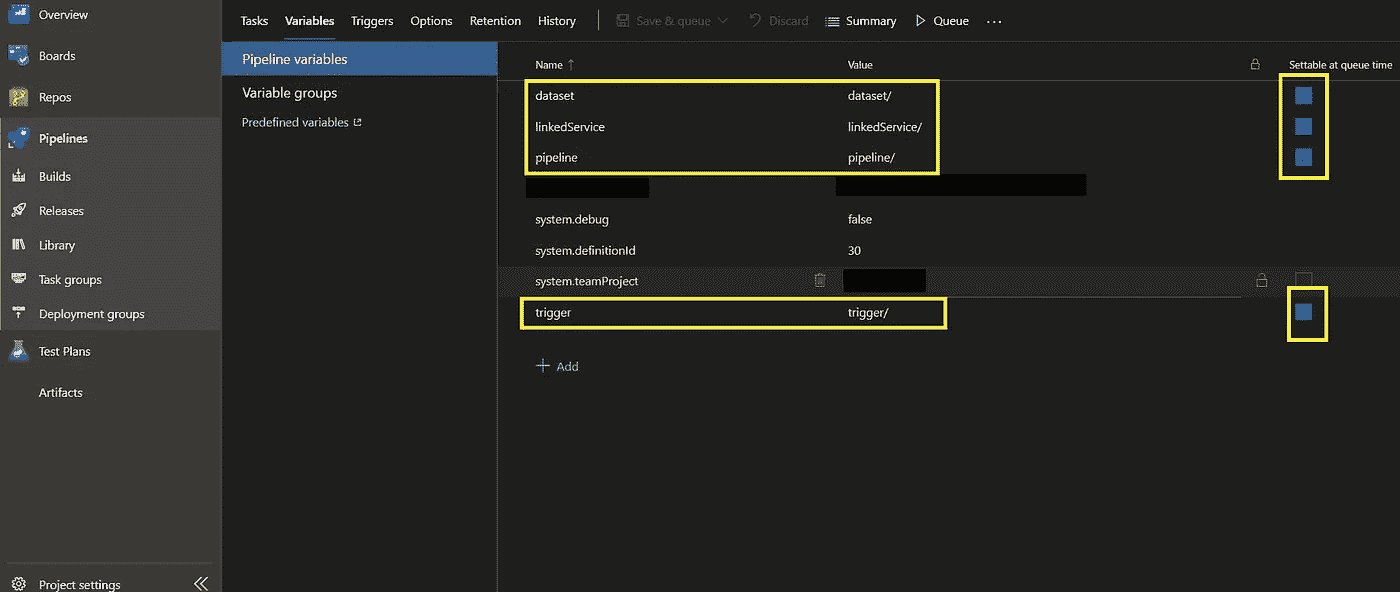 Overview
Boards
Repos
Pipelines
Builds
Releases
Library
Task groups
Deployment groups
Test Plans
Artifacts
Project settings
Tasks Variables Triggers Options Retention History Save & queue Discard Summary Queue ...
Pipeline variables
Variable groups
Predefined variables
Name Value Settable at queue time
dataset dataset/
linkedService linkedService/
pipeline pipeline/
system.debug false
system.definitionId 30
system.teamProject
trigger trigger/
Add